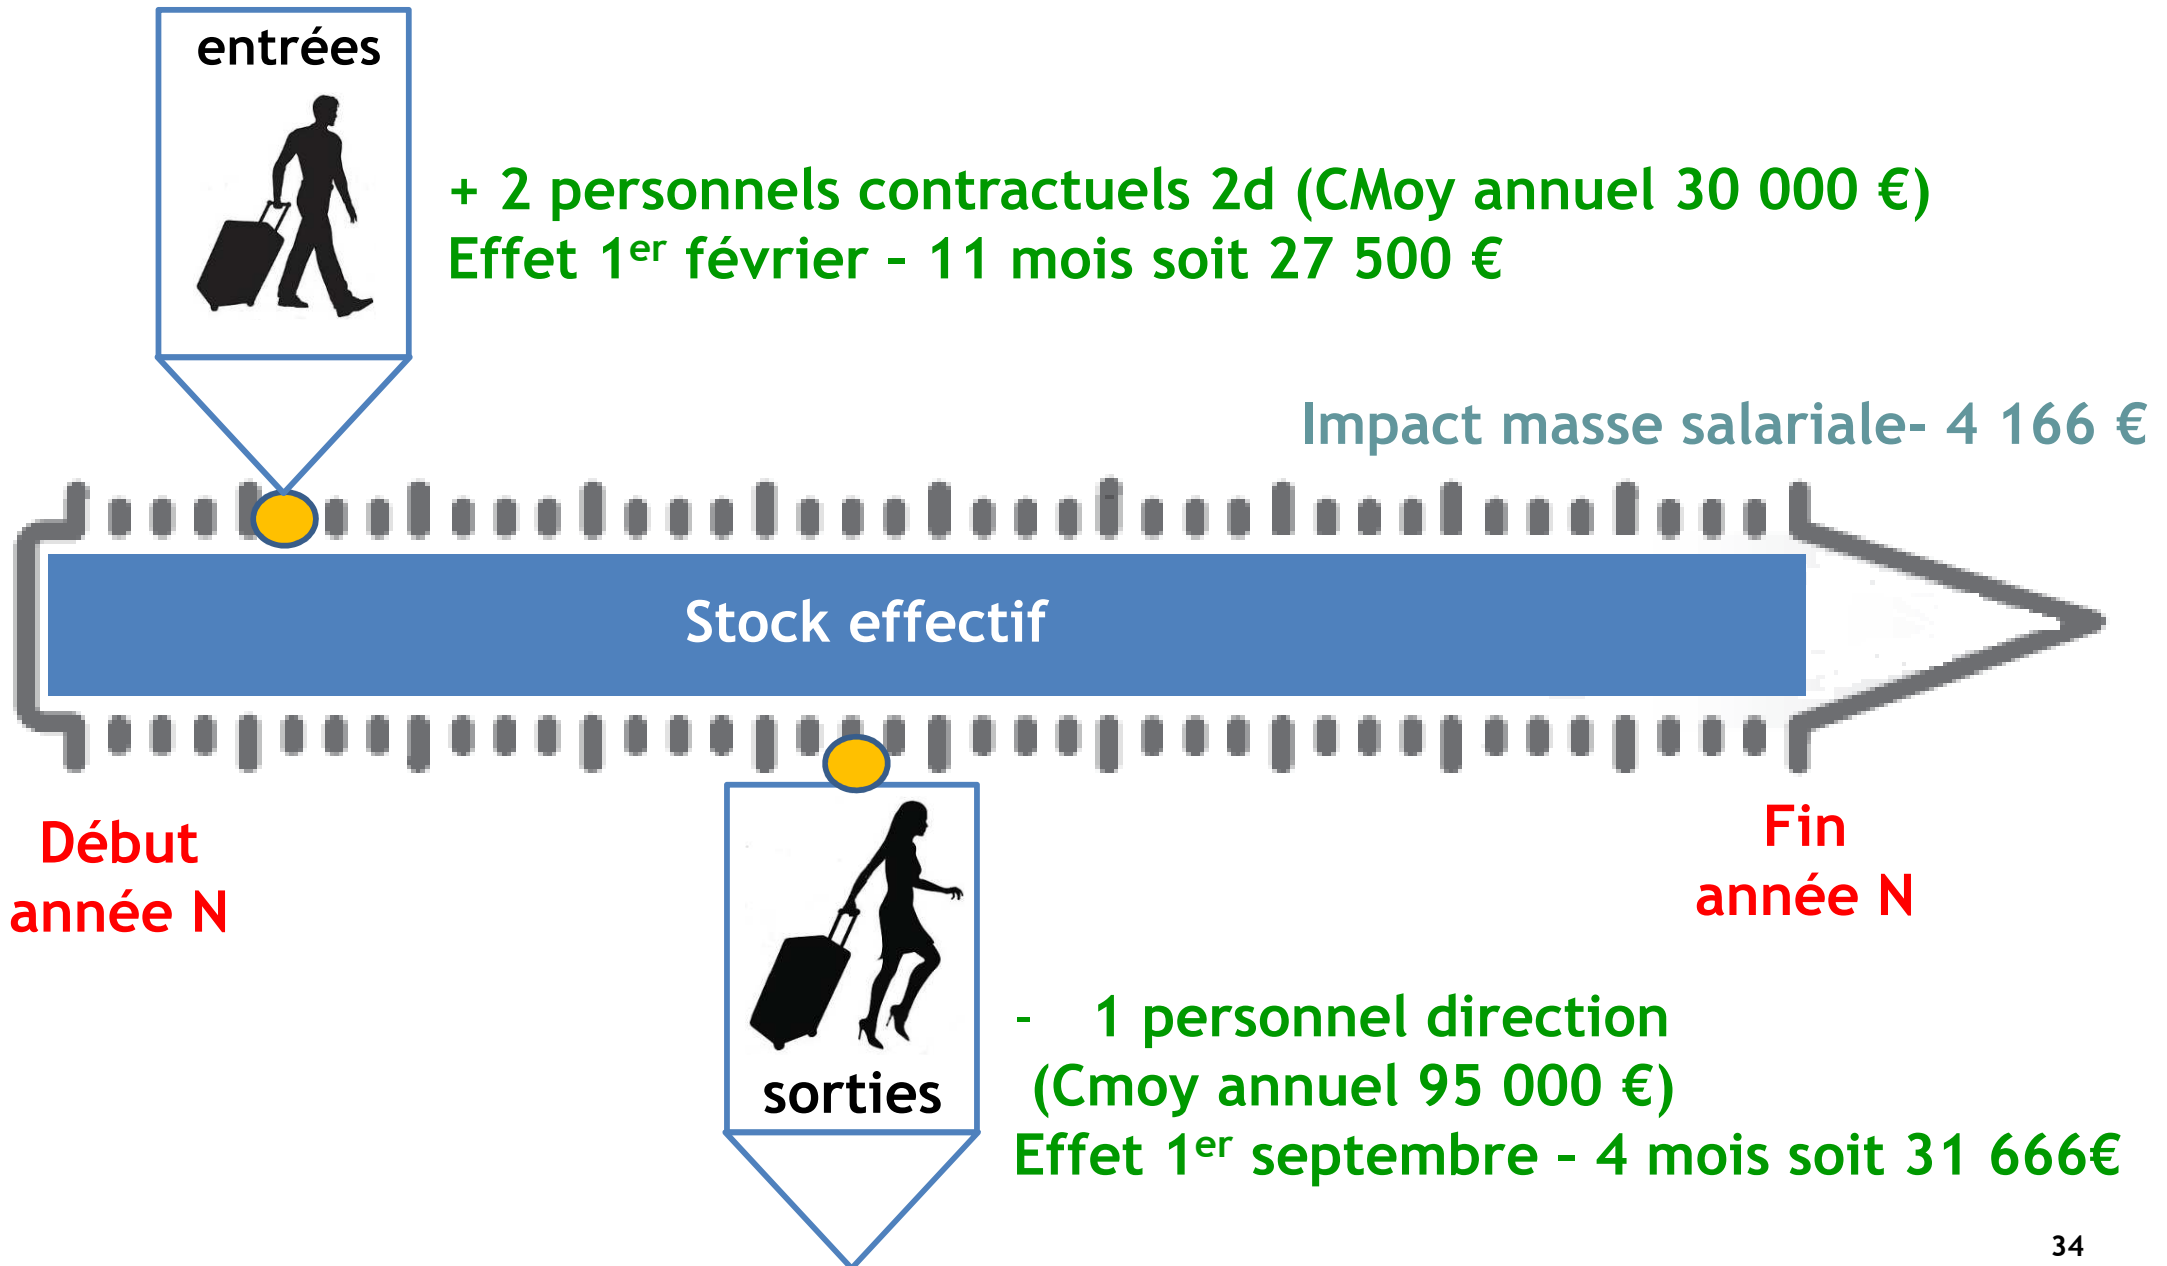 entrées
+ 2 personnels contractuels 2d (CMoy annuel 30 000 €)
Effet 1er février – 11 mois soit 27 500 €
Impact masse salariale- 4 166 €
Stock effectif
Début
année N
Fin
année N
sorties
- 1 personnel direction
(Cmoy annuel 95 000 €)
Effet 1er septembre – 4 mois soit 31 666€
34